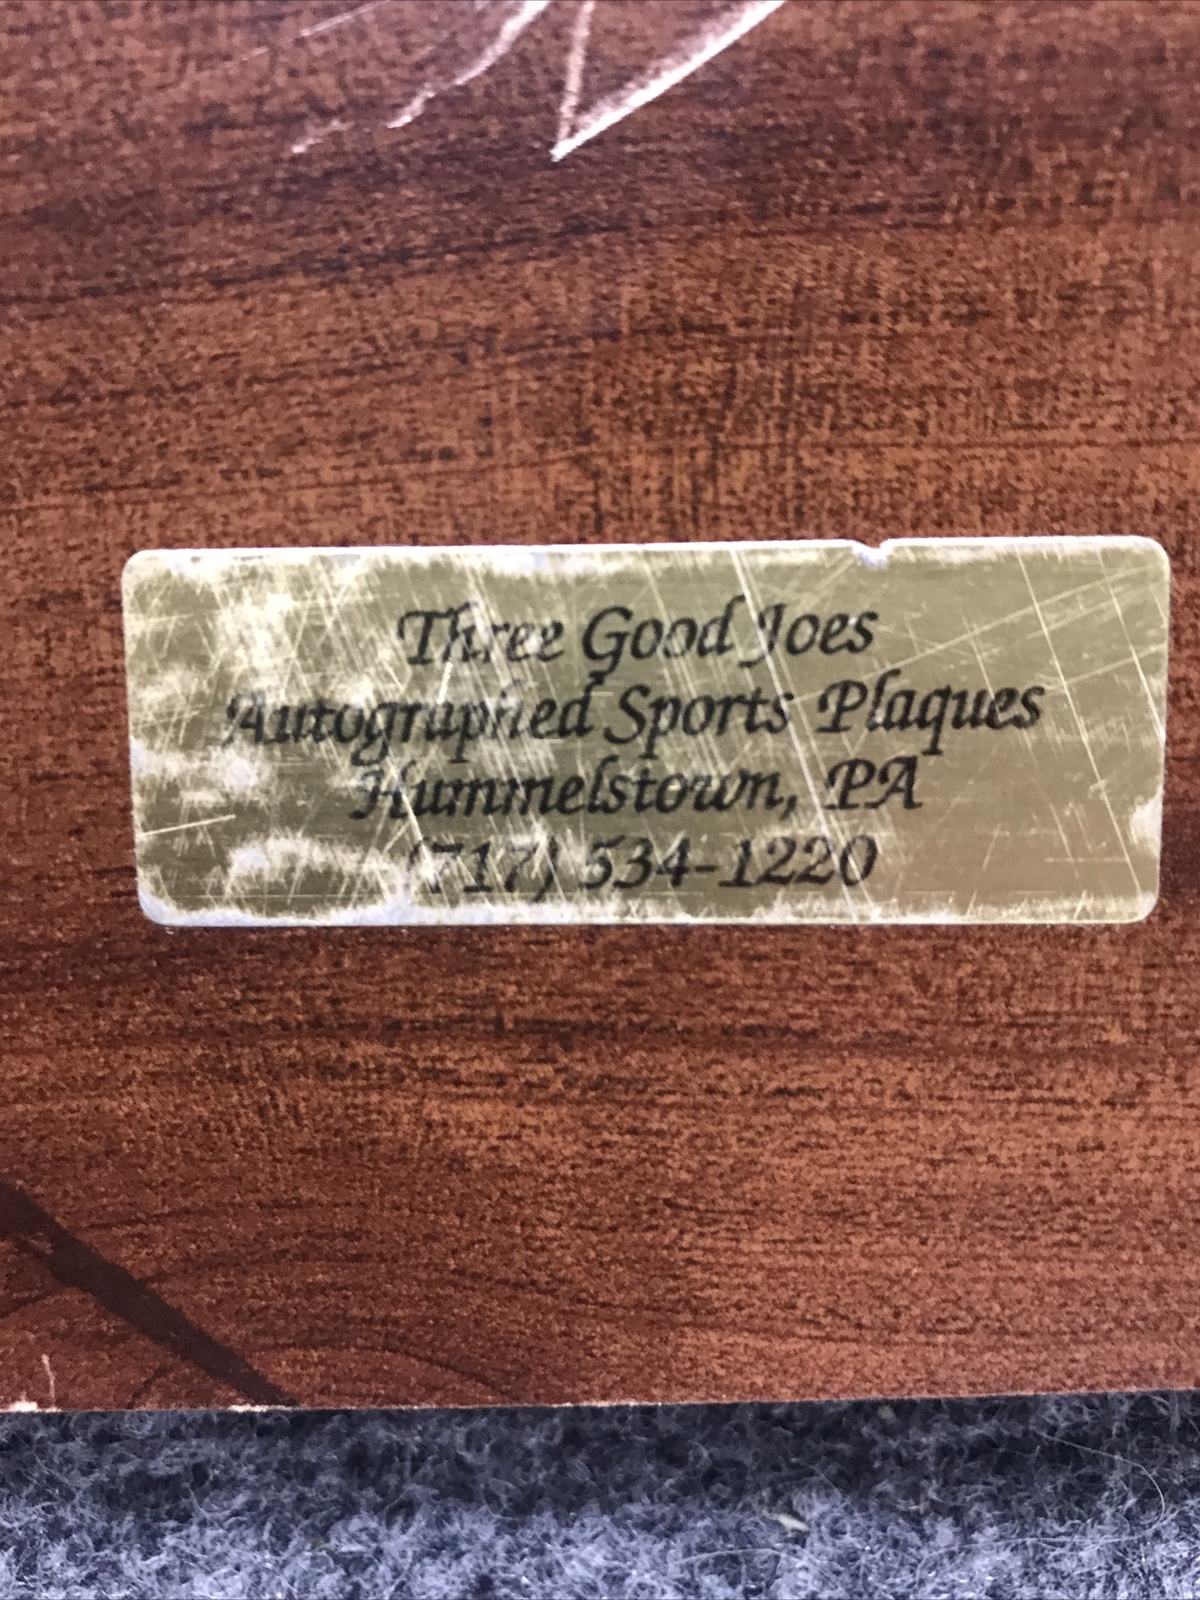 Three Good Joes
Autographed Sports Plaques
Hummelstown, PA
(717) 534-1220